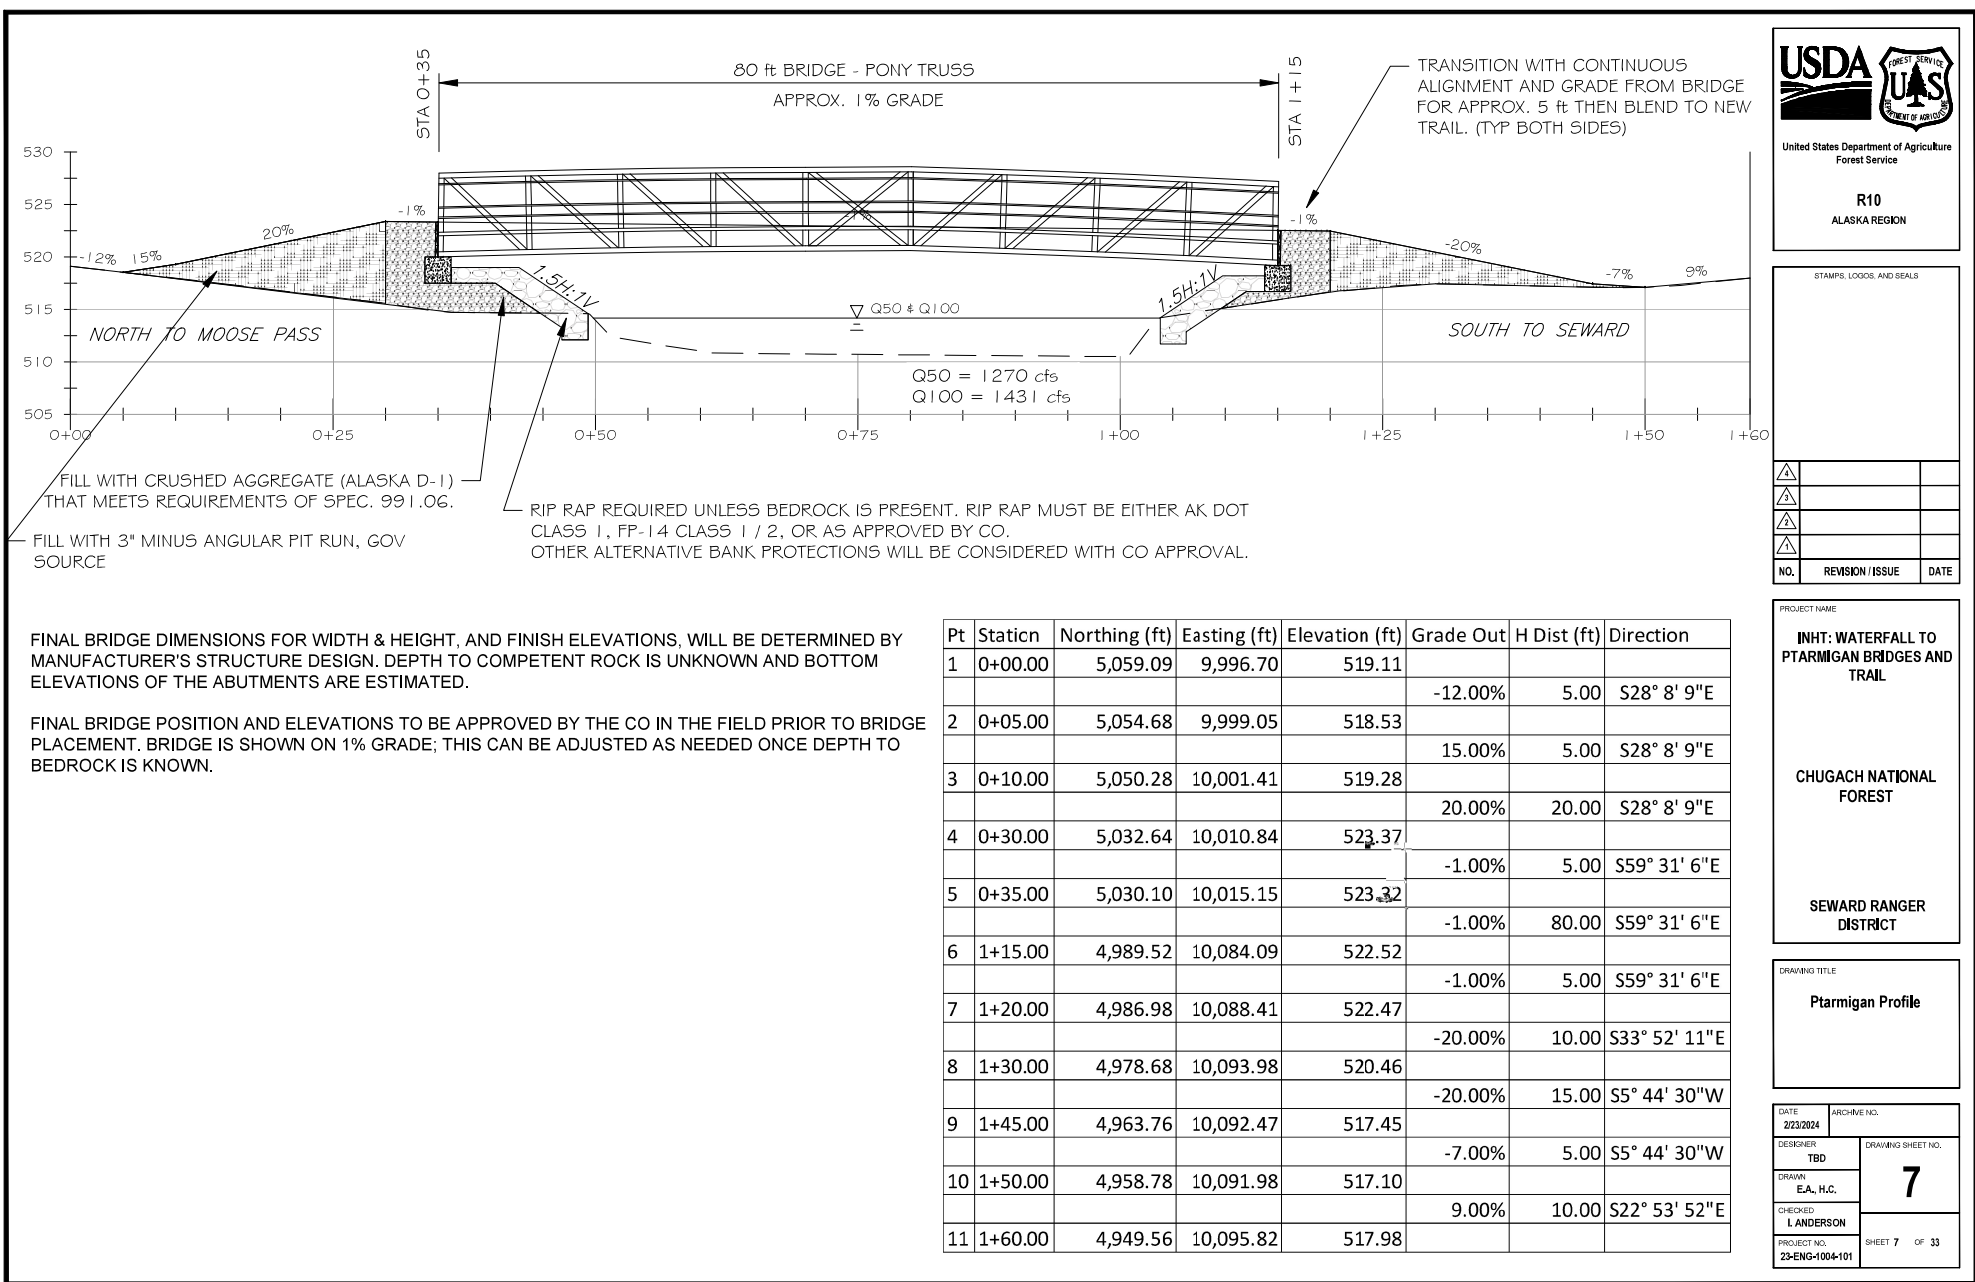 STA 0+35
80 ft BRIDGE - PONY TRUSS
APPROX. 1% GRADE
STA 1+15
TRANSITION WITH CONTINUOUS
ALIGNMENT AND GRADE FROM BRIDGE
FOR APPROX. 5 ft THEN BLEND TO NEW
TRAIL. (TYP BOTH SIDES)
530
525
520
515
510
505
-12%
15%
20%
-1%
-1%
-20%
-7%
9%
1.5H:1V
1.5H:1V
Q50 & Q100
NORTH TO MOOSE PASS
SOUTH TO SEWARD
Q50 = 1270 cfs
Q100 = 1431 cfs
0+00 0+25 0+50 0+75 1+00 1+25 1+50 1+60
FILL WITH CRUSHED AGGREGATE (ALASKA D-1)
THAT MEETS REQUIREMENTS OF SPEC. 991.06.
FILL WITH 3" MINUS ANGULAR PIT RUN, GOV
SOURCE
RIP RAP REQUIRED UNLESS BEDROCK IS PRESENT. RIP RAP MUST BE EITHER AK DOT
CLASS 1, FP-14 CLASS 1 / 2, OR AS APPROVED BY CO.
OTHER ALTERNATIVE BANK PROTECTIONS WILL BE CONSIDERED WITH CO APPROVAL.
FINAL BRIDGE DIMENSIONS FOR WIDTH & HEIGHT, AND FINISH ELEVATIONS, WILL BE DETERMINED BY
MANUFACTURER'S STRUCTURE DESIGN. DEPTH TO COMPETENT ROCK IS UNKNOWN AND BOTTOM
ELEVATIONS OF THE ABUTMENTS ARE ESTIMATED.
FINAL BRIDGE POSITION AND ELEVATIONS TO BE APPROVED BY THE CO IN THE FIELD PRIOR TO BRIDGE
PLACEMENT. BRIDGE IS SHOWN ON 1% GRADE; THIS CAN BE ADJUSTED AS NEEDED ONCE DEPTH TO
BEDROCK IS KNOWN.
Pt Station Northing (ft) Easting (ft) Elevation (ft) Grade Out H Dist (ft) Direction
1 0+00.00 5,059.09 9,996.70 519.11
-12.00% 5.00 S28° 8' 9"E
2 0+05.00 5,054.68 9,999.05 518.53
15.00% 5.00 S28° 8' 9"E
3 0+10.00 5,050.28 10,001.41 519.28
20.00% 20.00 S28° 8' 9"E
4 0+30.00 5,032.64 10,010.84 523.37
-1.00% 5.00 S59° 31' 6"E
5 0+35.00 5,030.10 10,015.15 523.32
-1.00% 80.00 S59° 31' 6"E
6 1+15.00 4,989.52 10,084.09 522.52
-1.00% 5.00 S59° 31' 6"E
7 1+20.00 4,986.98 10,088.41 522.47
-20.00% 10.00 S33° 52' 11"E
8 1+30.00 4,978.68 10,093.98 520.46
-20.00% 15.00 S5° 44' 30"W
9 1+45.00 4,963.76 10,092.47 517.45
-7.00% 5.00 S5° 44' 30"W
10 1+50.00 4,958.78 10,091.98 517.10
9.00% 10.00 S22° 53' 52"E
11 1+60.00 4,949.56 10,095.82 517.98
USDA
FOREST SERVICE
U S
DEPARTMENT OF AGRICULTURE
United States Department of Agriculture
Forest Service
R10
ALASKA REGION
STAMPS, LOGOS, AND SEALS
4
3
2
1
NO. REVISION / ISSUE DATE
PROJECT NAME
INHT: WATERFALL TO
PTARMIGAN BRIDGES AND
TRAIL
CHUGACH NATIONAL
FOREST
SEWARD RANGER
DISTRICT
DRAWING TITLE
Ptarmigan Profile
DATE
2/23/2024
ARCHIVE NO.
DESIGNER
TBD
DRAWN
E.A., H.C.
CHECKED
I. ANDERSON
PROJECT NO.
23-ENG-1004-101
DRAWING SHEET NO.
7
SHEET 7 OF 33